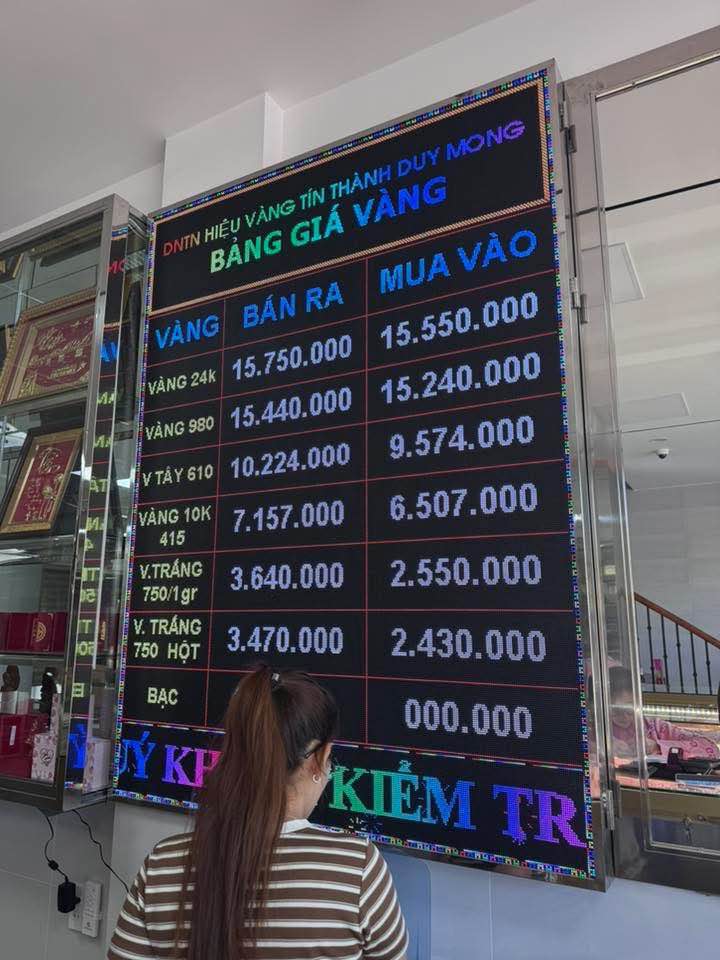 DNTN HIỆU VÀNG TÍN THÀNH DUY MONG
BẢNG GIÁ VÀNG
VÀNG BÁN RA MUA VÀO
VÀNG 24k 15.750.000 15.550.000
VÀNG 980 15.440.000 15.240.000
V TÂY 610 10.224.000 9.574.000
VÀNG 10K 415 7.157.000 6.507.000
V.TRẮNG 750/1gr 3.640.000 2.550.000
V. TRẮNG 750 HỘT 3.470.000 2.430.000
BẠC 000.000
KIỂM TR